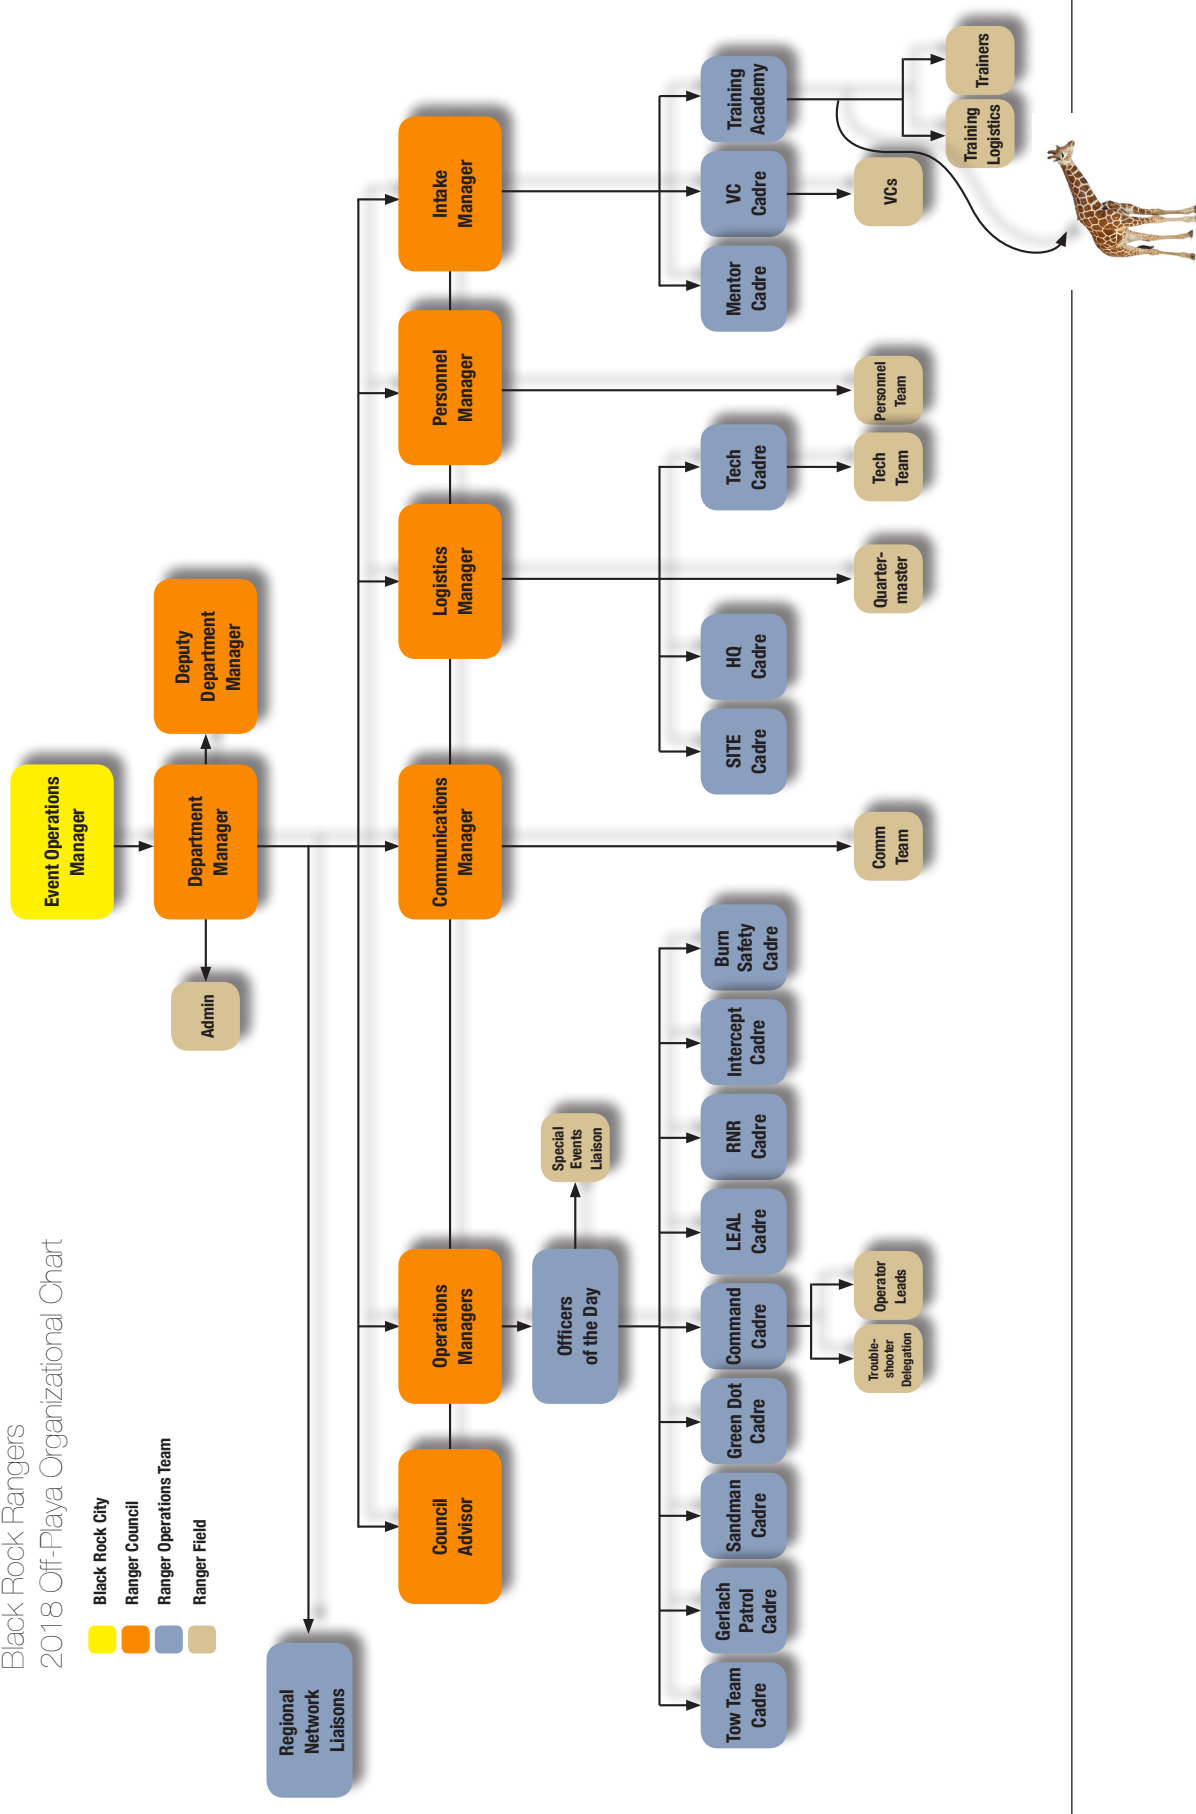 Black Rock Rangers
2018 Off-Playa Organizational Chart
Black Rock City
Ranger Council
Ranger Operations Team
Ranger Field
Event Operations
Manager
Admin
Department
Manager
Deputy
Department
Manager
Regional
Network
Liaisons
Council
Advisor
Operations
Managers
Communications
Manager
Logistics
Manager
Personnel
Manager
Intake
Manager
Officers
of the Day
Special
Events
Liaison
Tow Team
Cadre
Gerlach
Patrol
Cadre
Sandman
Cadre
Green Dot
Cadre
Command
Cadre
LEAL
Cadre
RNR
Cadre
Intercept
Cadre
Burn
Safety
Cadre
SITE
Cadre
HQ
Cadre
Tech
Cadre
Mentor
Cadre
VC
Cadre
Training
Academy
Trouble-
shooter
Delegation
Operator
Leads
Comm
Team
Quarter-
master
Tech
Team
Personnel
Team
VCs
Training
Logistics
Trainers